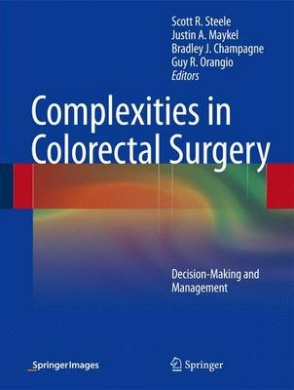 Scott R. Steele
Justin A. Maykel
Bradley J. Champagne
Guy R. Orangio
Editors
Complexities in
Colorectal Surgery
Decision-Making and
Management
SpringerImages
Springer